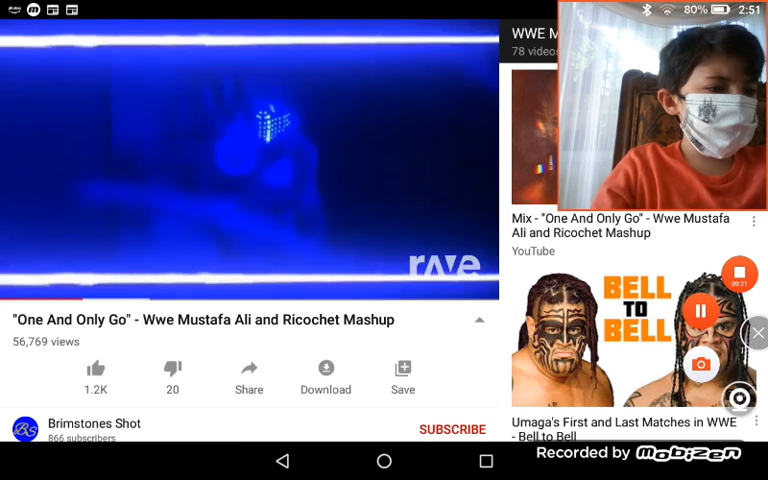 80% 2:51
WWE M
78 videos
rave
Mix - "One And Only Go" - Wwe Mustafa
Ali and Ricochet Mashup
YouTube
09:21
BELL
TO
BELL
"One And Only Go" - Wwe Mustafa Ali and Ricochet Mashup
56,769 views
1.2K
20
Share
Download
Save
Brimstones Shot
866 subscribers
SUBSCRIBE
Umaga's First and Last Matches in WWE
- Bell to Bell
Recorded by mobizen